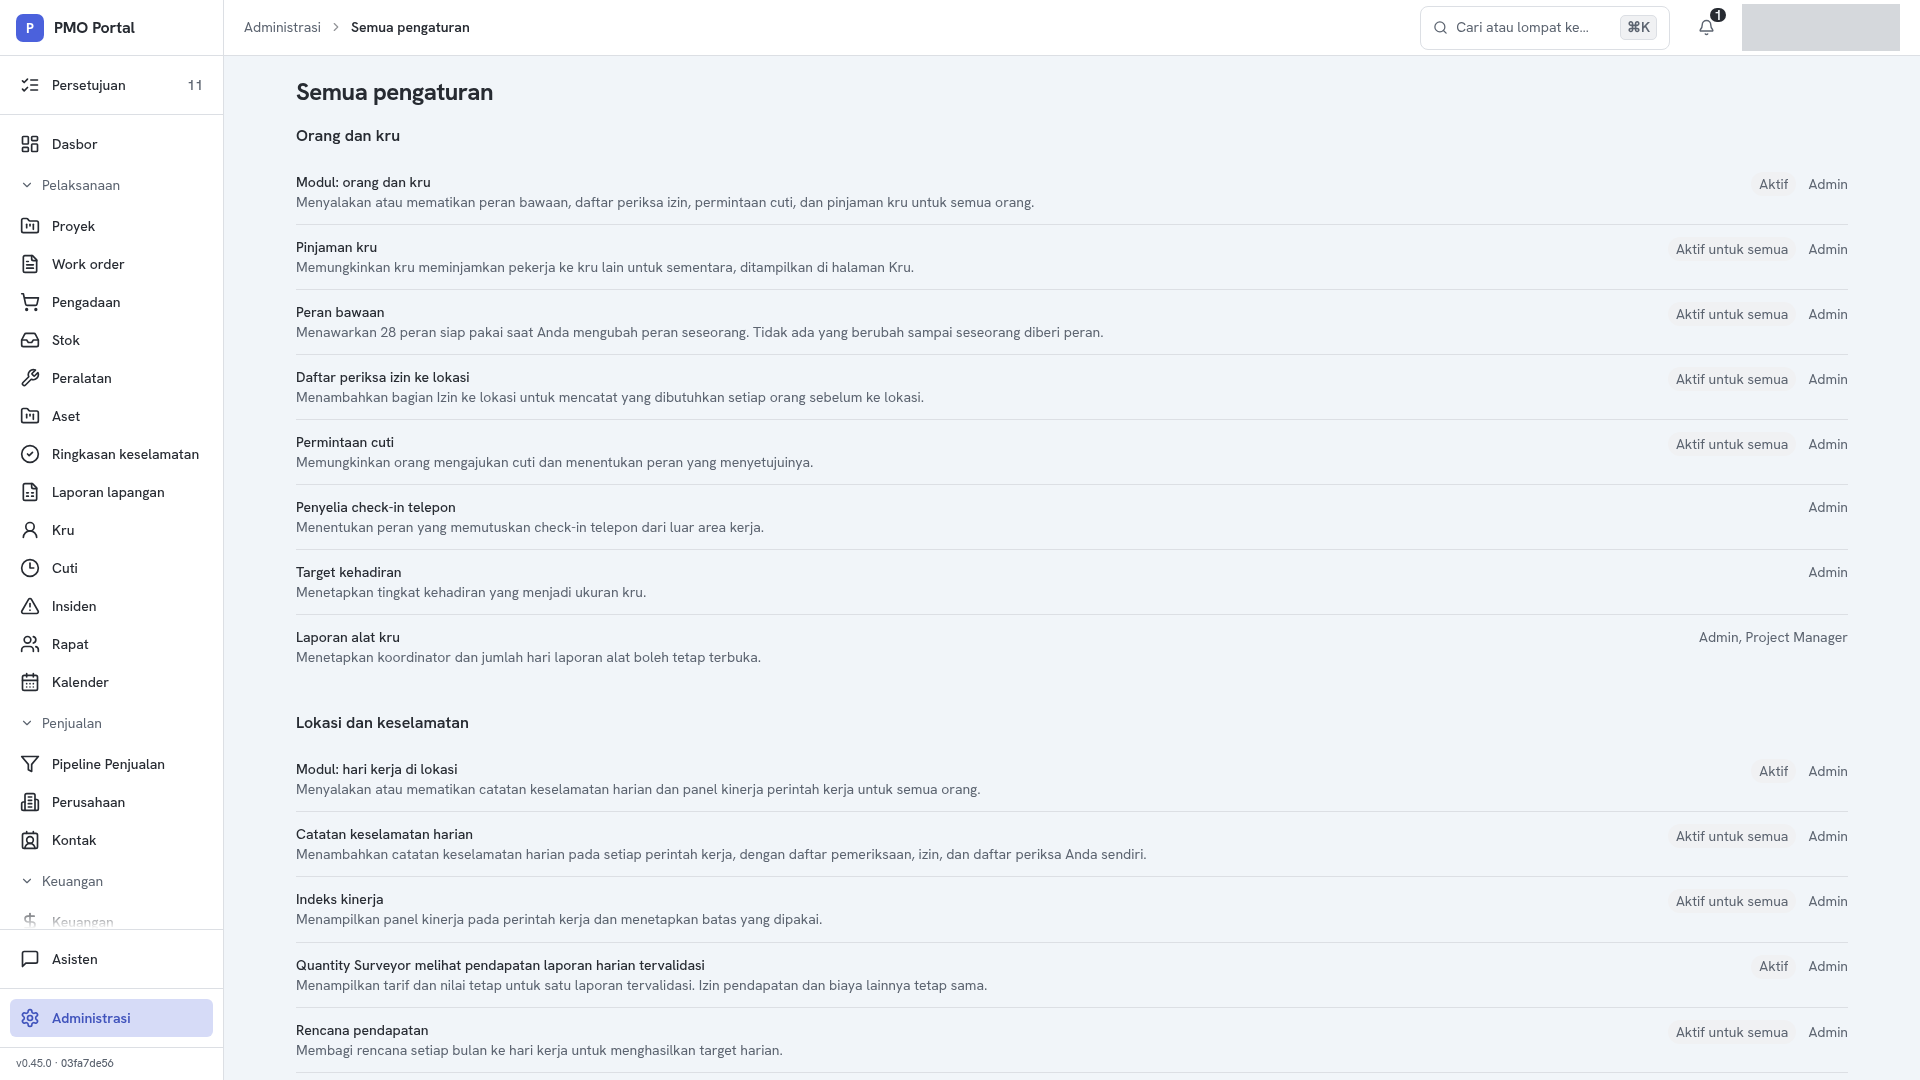 P PMO Portal
Administrasi > Semua pengaturan
Cari atau lompat ke... ⌘K
1
Persetujuan 11
Dasbor
Pelaksanaan
Proyek
Work order
Pengadaan
Stok
Peralatan
Aset
Ringkasan keselamatan
Laporan lapangan
Kru
Cuti
Insiden
Rapat
Kalender
Penjualan
Pipeline Penjualan
Perusahaan
Kontak
Keuangan
Keuangan
Asisten
Administrasi
v0.45.0 · 03fa7de56
Semua pengaturan
Orang dan kru
Modul: orang dan kru Aktif Admin
Menyalakan atau mematikan peran bawaan, daftar periksa izin, permintaan cuti, dan pinjaman kru untuk semua orang.
Pinjaman kru Aktif untuk semua Admin
Memungkinkan kru meminjamkan pekerja ke kru lain untuk sementara, ditampilkan di halaman Kru.
Peran bawaan Aktif untuk semua Admin
Menawarkan 28 peran siap pakai saat Anda mengubah peran seseorang. Tidak ada yang berubah sampai seseorang diberi peran.
Daftar periksa izin ke lokasi Aktif untuk semua Admin
Menambahkan bagian Izin ke lokasi untuk mencatat yang dibutuhkan setiap orang sebelum ke lokasi.
Permintaan cuti Aktif untuk semua Admin
Memungkinkan orang mengajukan cuti dan menentukan peran yang menyetujuinya.
Penyelia check-in telepon Admin
Menentukan peran yang memutuskan check-in telepon dari luar area kerja.
Target kehadiran Admin
Menetapkan tingkat kehadiran yang menjadi ukuran kru.
Laporan alat kru Admin, Project Manager
Menetapkan koordinator dan jumlah hari laporan alat boleh tetap terbuka.
Lokasi dan keselamatan
Modul: hari kerja di lokasi Aktif Admin
Menyalakan atau mematikan catatan keselamatan harian dan panel kinerja perintah kerja untuk semua orang.
Catatan keselamatan harian Aktif untuk semua Admin
Menambahkan catatan keselamatan harian pada setiap perintah kerja, dengan daftar pemeriksaan, izin, dan daftar periksa Anda sendiri.
Indeks kinerja Aktif untuk semua Admin
Menampilkan panel kinerja pada perintah kerja dan menetapkan batas yang dipakai.
Quantity Surveyor melihat pendapatan laporan harian tervalidasi Aktif Admin
Menampilkan tarif dan nilai tetap untuk satu laporan tervalidasi. Izin pendapatan dan biaya lainnya tetap sama.
Rencana pendapatan Aktif untuk semua Admin
Membagi rencana setiap bulan ke hari kerja untuk menghasilkan target harian.